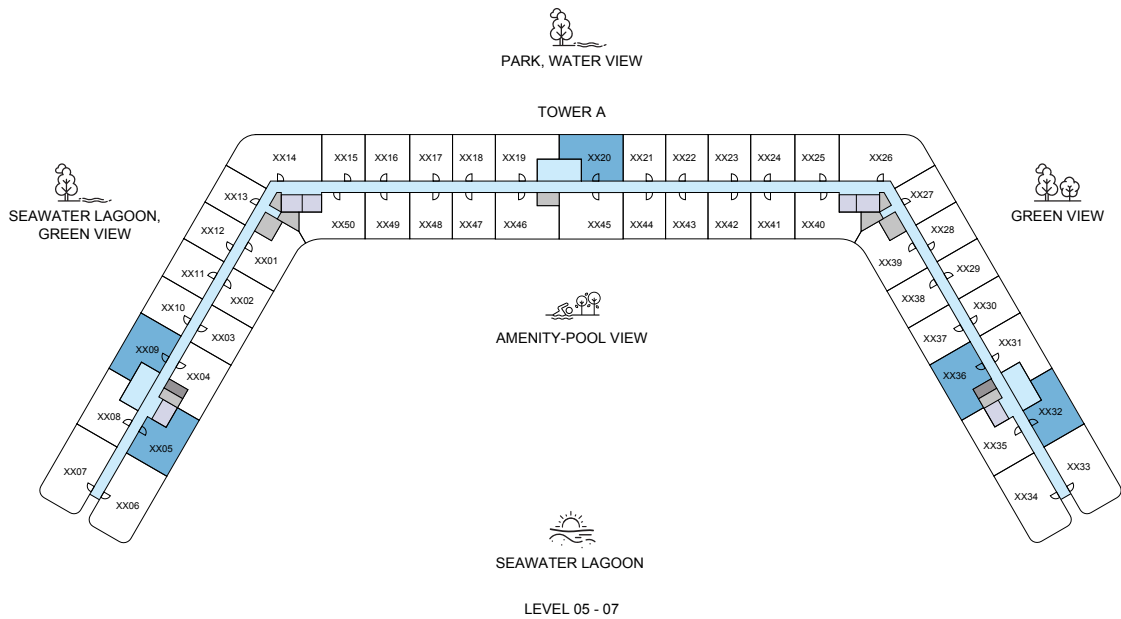 PARK, WATER VIEW
TOWER A
XX14 XX15 XX16 XX17 XX18 XX19 XX20 XX21 XX22 XX23 XX24 XX25 XX26
XX13 XX27
SEAWATER LAGOON,
GREEN VIEW
GREEN VIEW
XX50 XX49 XX48 XX47 XX46 XX45 XX44 XX43 XX42 XX41 XX40
XX12 XX28
XX01 XX39
XX11 XX29
XX02 XX38
XX10 XX30
AMENITY-POOL VIEW
XX03 XX37
XX09 XX31
XX04 XX36
XX08 XX32
XX05 XX35
XX07 XX33
XX06 XX34
SEAWATER LAGOON
LEVEL 05 - 07